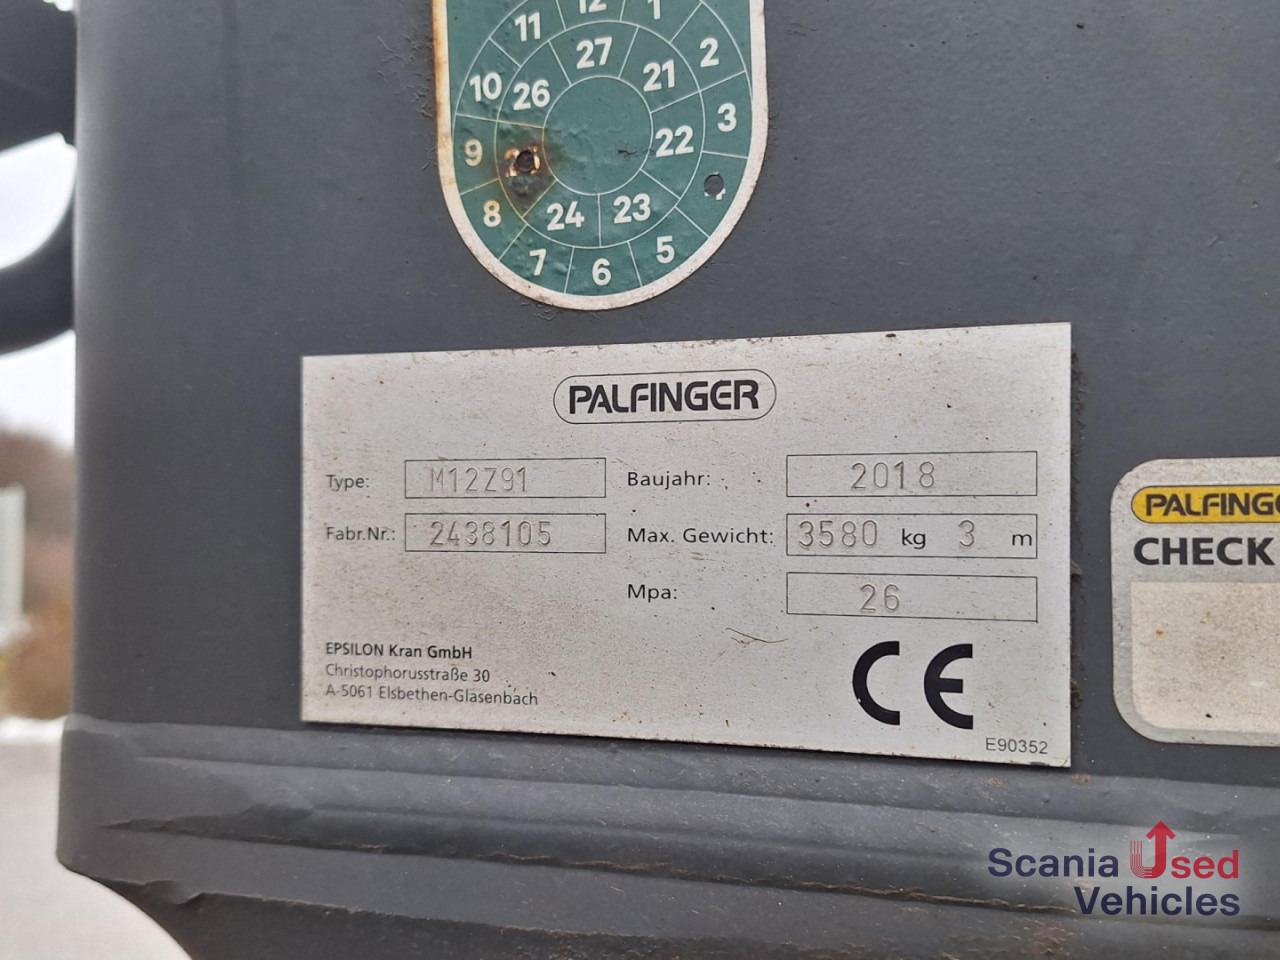 12 1
11 27 2
10 26 21
9 22 3
8 24 23
7 6 5
PALFINGER
Type: M12Z91 Baujahr: 2018
Fabr.Nr.: 2438105 Max. Gewicht: 3580 kg 3 m
Mpa: 26
EPSILON Kran GmbH
Christophorusstraße 30
A-5061 Elsbethen-Glasenbach
CE
E90352
PALFINGE
CHECK
Scania Used
Vehicles